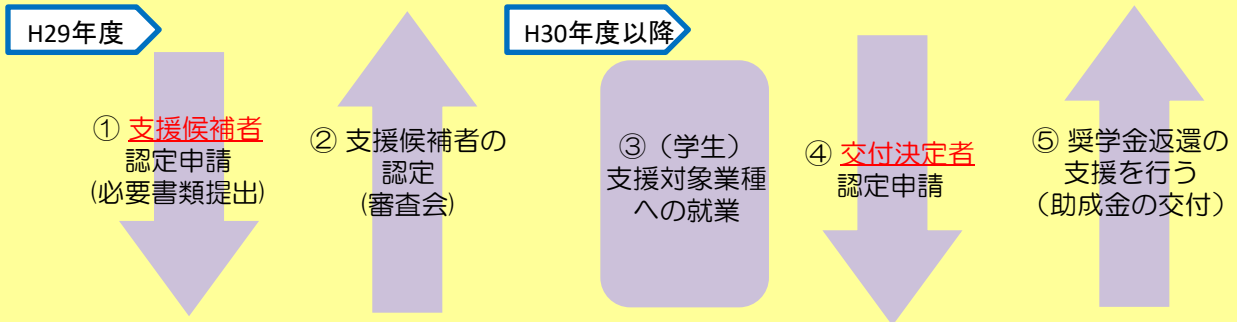 H29年度
① 支援候補者
認定申請
(必要書類提出)
② 支援候補者の
認定
(審査会)
H30年度以降
③（学生）
支援対象業種
への就業
④ 交付決定者
認定申請
⑤ 奨学金返還の
支援を行う
（助成金の交付）